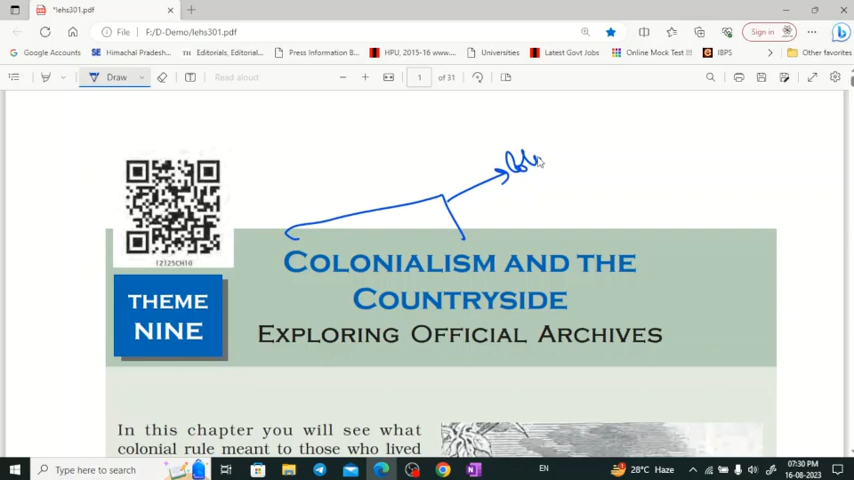 *lehs301.pdf
File
F:/D-Demo/lehs301.pdf
Sign in
Google Accounts
Himachal Pradesh...
TH Editorials, Editorial...
Press Information B...
HPU, 2015-16 www....
Universities
Latest Govt Jobs
Online Mock Test !!!
IBPS
Other favorites
Draw
Read aloud
1 of 31
12325CH10
COLONIALISM AND THE
COUNTRYSIDE
THEME
NINE
EXPLORING OFFICIAL ARCHIVES
In this chapter you will see what
colonial rule meant to those who lived
Type here to search
EN
28°C Haze
07:30 PM
16-08-2023